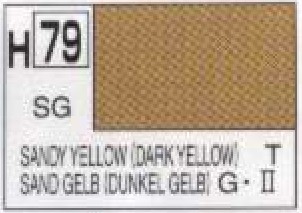 H 79
SG
SANDY YELLOW (DARK YELLOW) T
SAND GELB (DUNKEL GELB) G・II